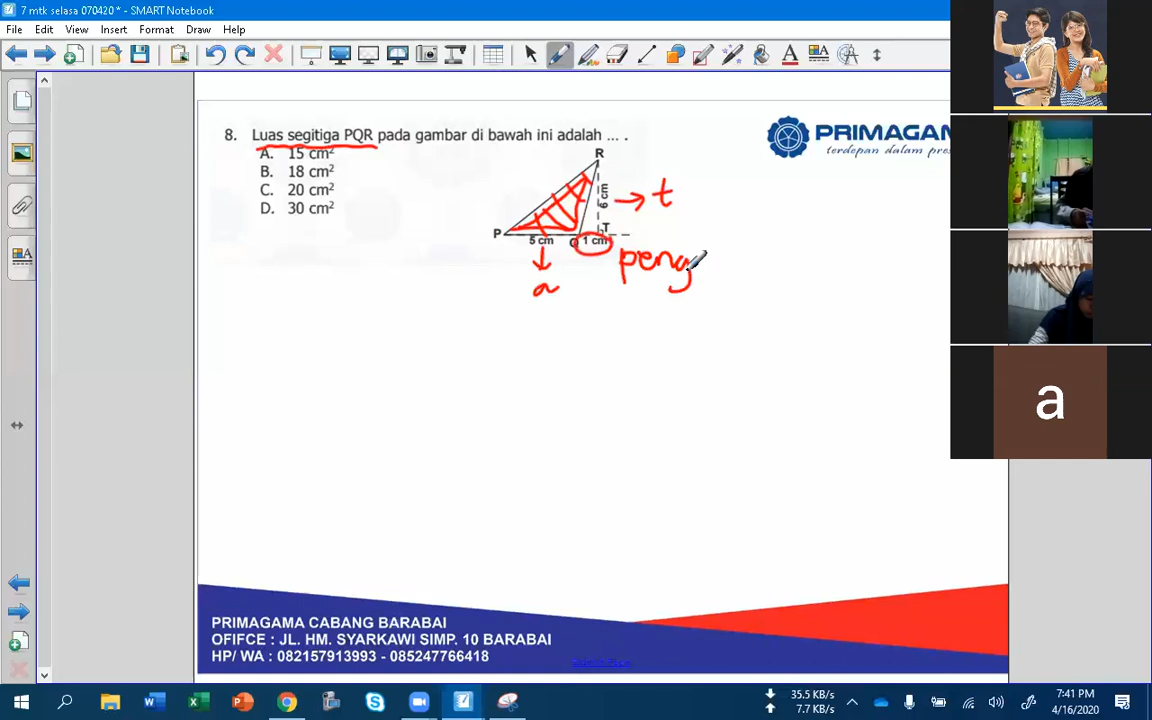 7 mtk selasa 070420 * - SMART Notebook
File Edit View Insert Format Draw Help
PRIMAGAMA
terdepan dalam pres
8. Luas segitiga PQR pada gambar di bawah ini adalah ... .
A. 15 cm²
B. 18 cm²
C. 20 cm²
D. 30 cm²
R
6 cm
t
P
T
5 cm
Q
1 cm
peng
a
a
PRIMAGAMA CABANG BARABAI
OFIFCE : JL. HM. SYARKAWI SIMP. 10 BARABAI
HP/ WA : 082157913993 - 085247766418
35.5 KB/s
7.7 KB/s
7:41 PM
4/16/2020